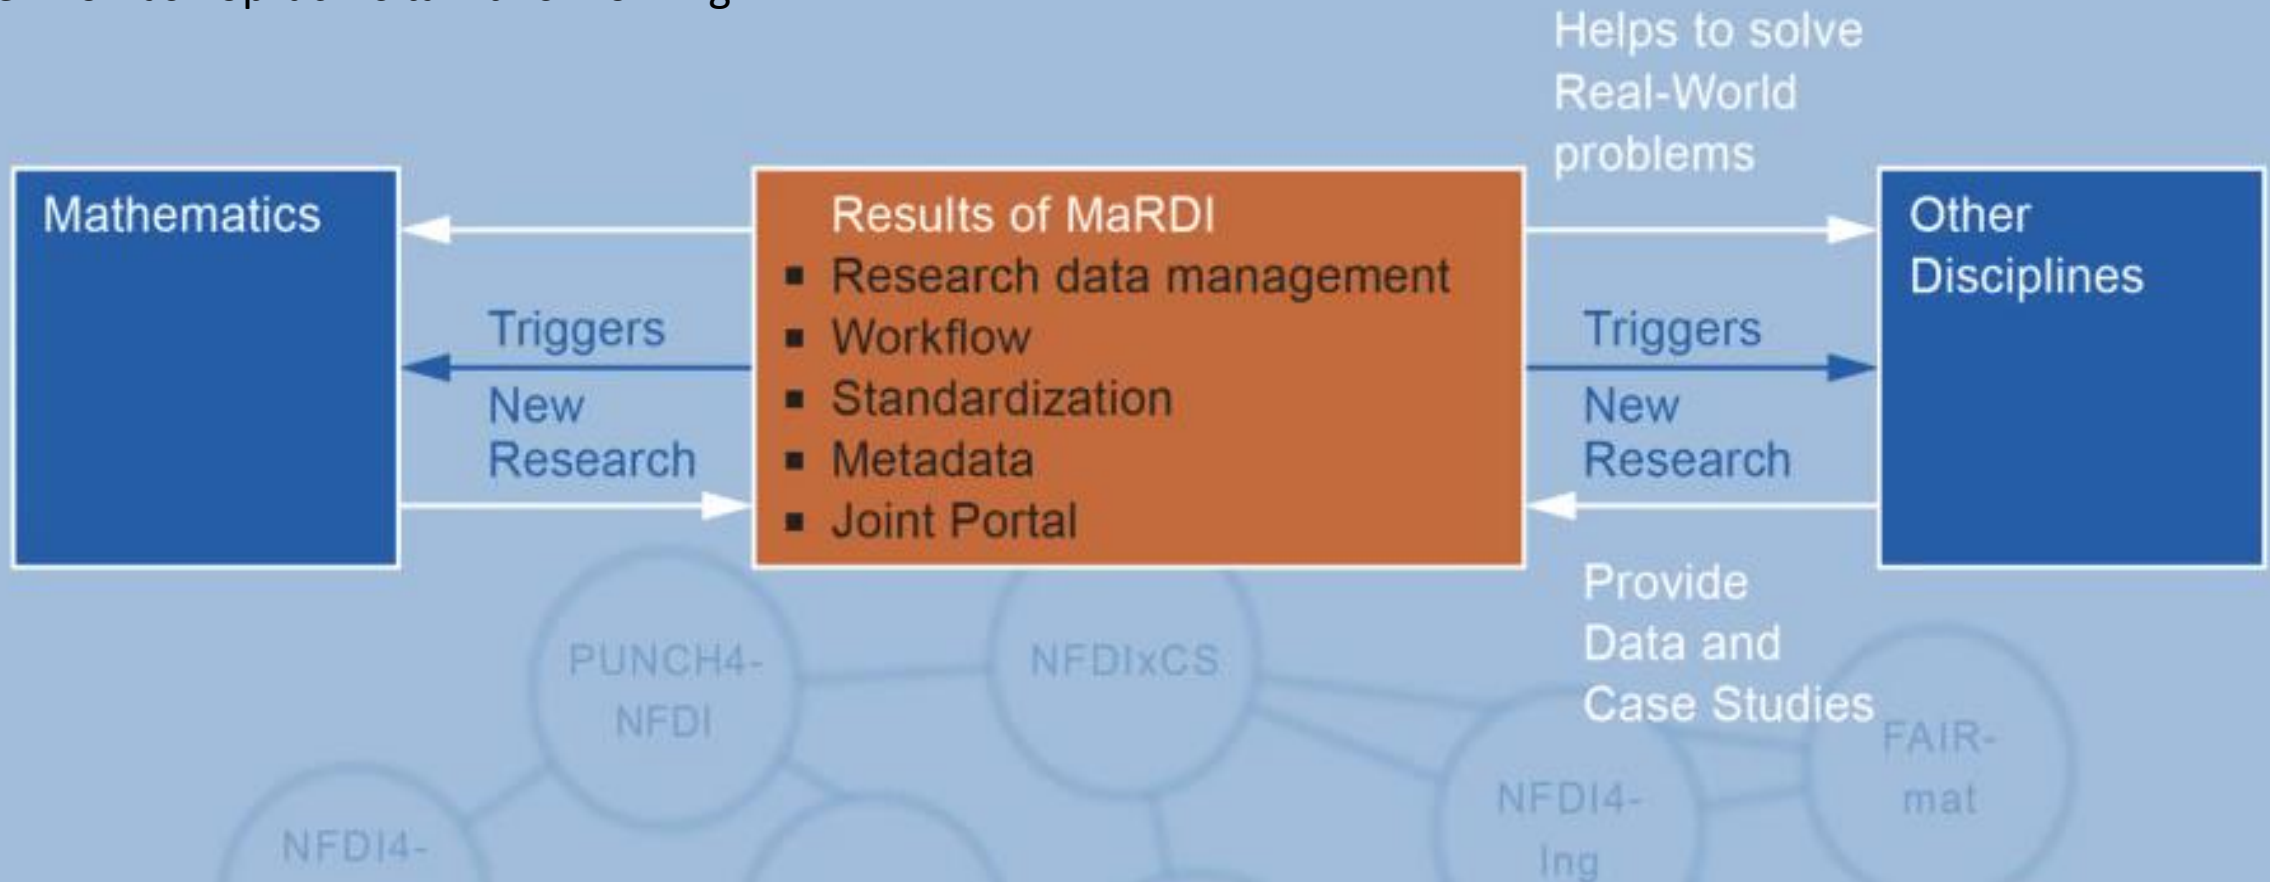 Helps to solve
Real-World
problems
Mathematics
Results of MaRDI
▪ Research data management
▪ Workflow
▪ Standardization
▪ Metadata
▪ Joint Portal
Other
Disciplines
Triggers
New
Research
Triggers
New
Research
Provide
Data and
Case Studies
PUNCH4-
NFDI
NFDIxCS
FAIR-
mat
NFDI4-
Ing
NFDI4-